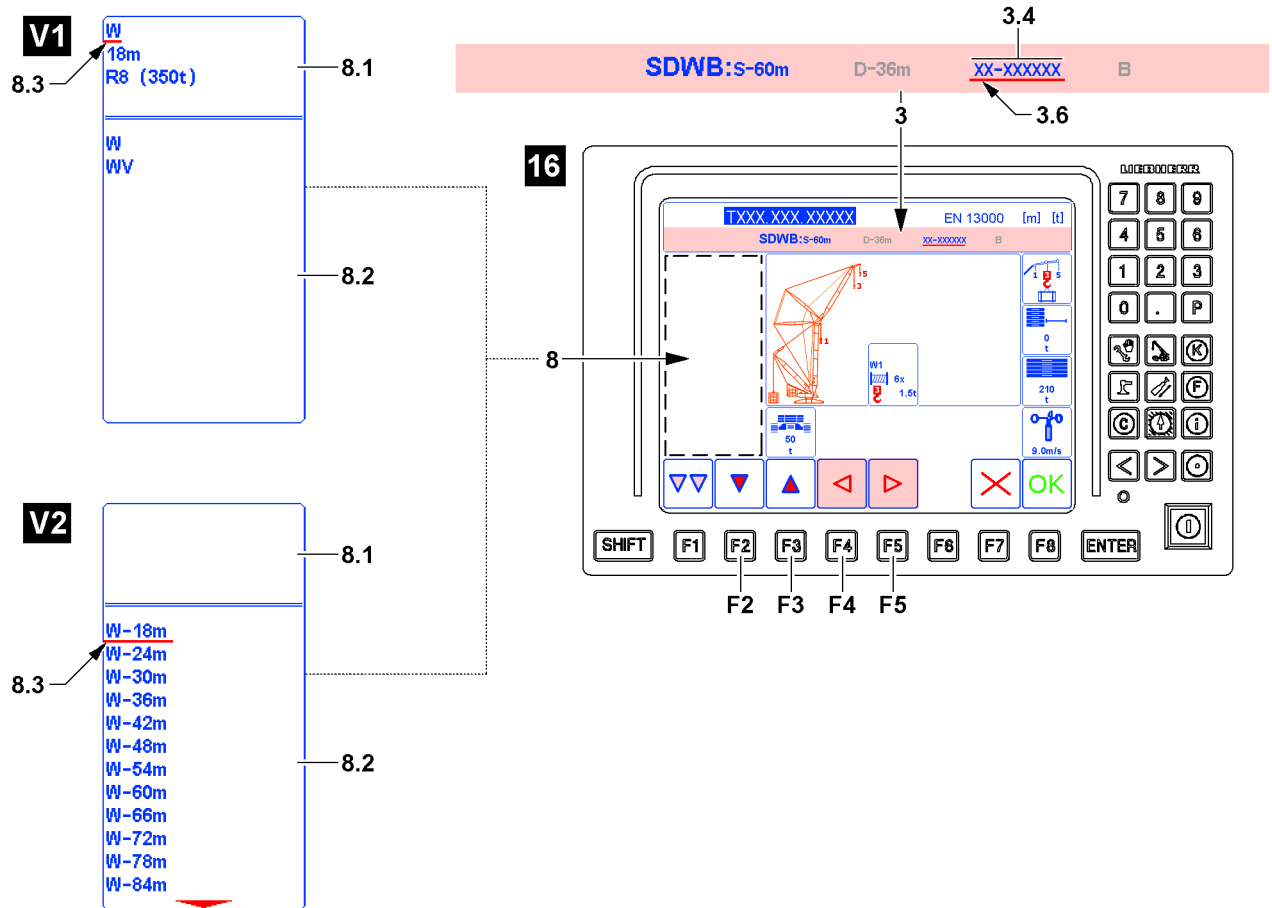 V1
W
18m
R8 (350t)
8.3
8.1
W
WV
8.2
3.4
SDWB:S-60m D-36m XX-XXXXXX B
3
3.6
16
LIEBHERR
TXXX.XXX.XXXXX EN 13000 [m] [t]
SDWB:S-60m D-36m XX-XXXXXX B
5
3
1
1 3 5
0
t
W1
6x
3
1.5t
210
t
50
t
9.0m/s
OK
7 8 9
4 5 6
1 2 3
0 . P
K
F
C i
8
SHIFT F1 F2 F3 F4 F5 F6 F7 F8 ENTER
F2 F3 F4 F5
V2
8.1
W-18m
8.3
W-24m
W-30m
W-36m
W-42m
W-48m
W-54m
8.2
W-60m
W-66m
W-72m
W-78m
W-84m